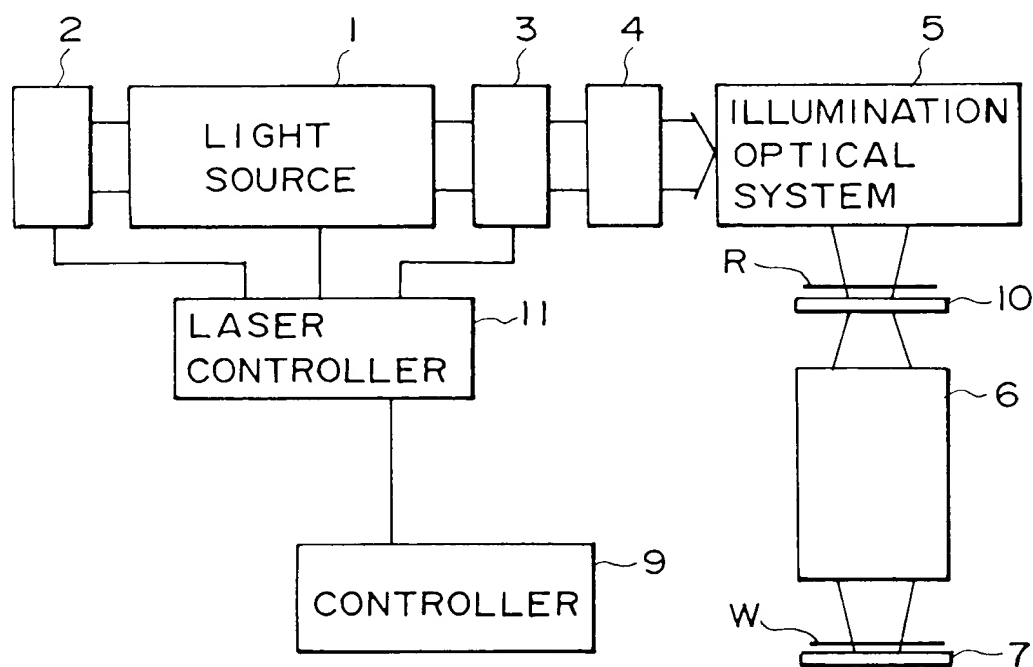 2
1
3
4
5
LIGHT
SOURCE
ILLUMINATION
OPTICAL
SYSTEM
R
10
11
LASER
CONTROLLER
6
9
CONTROLLER
W
7